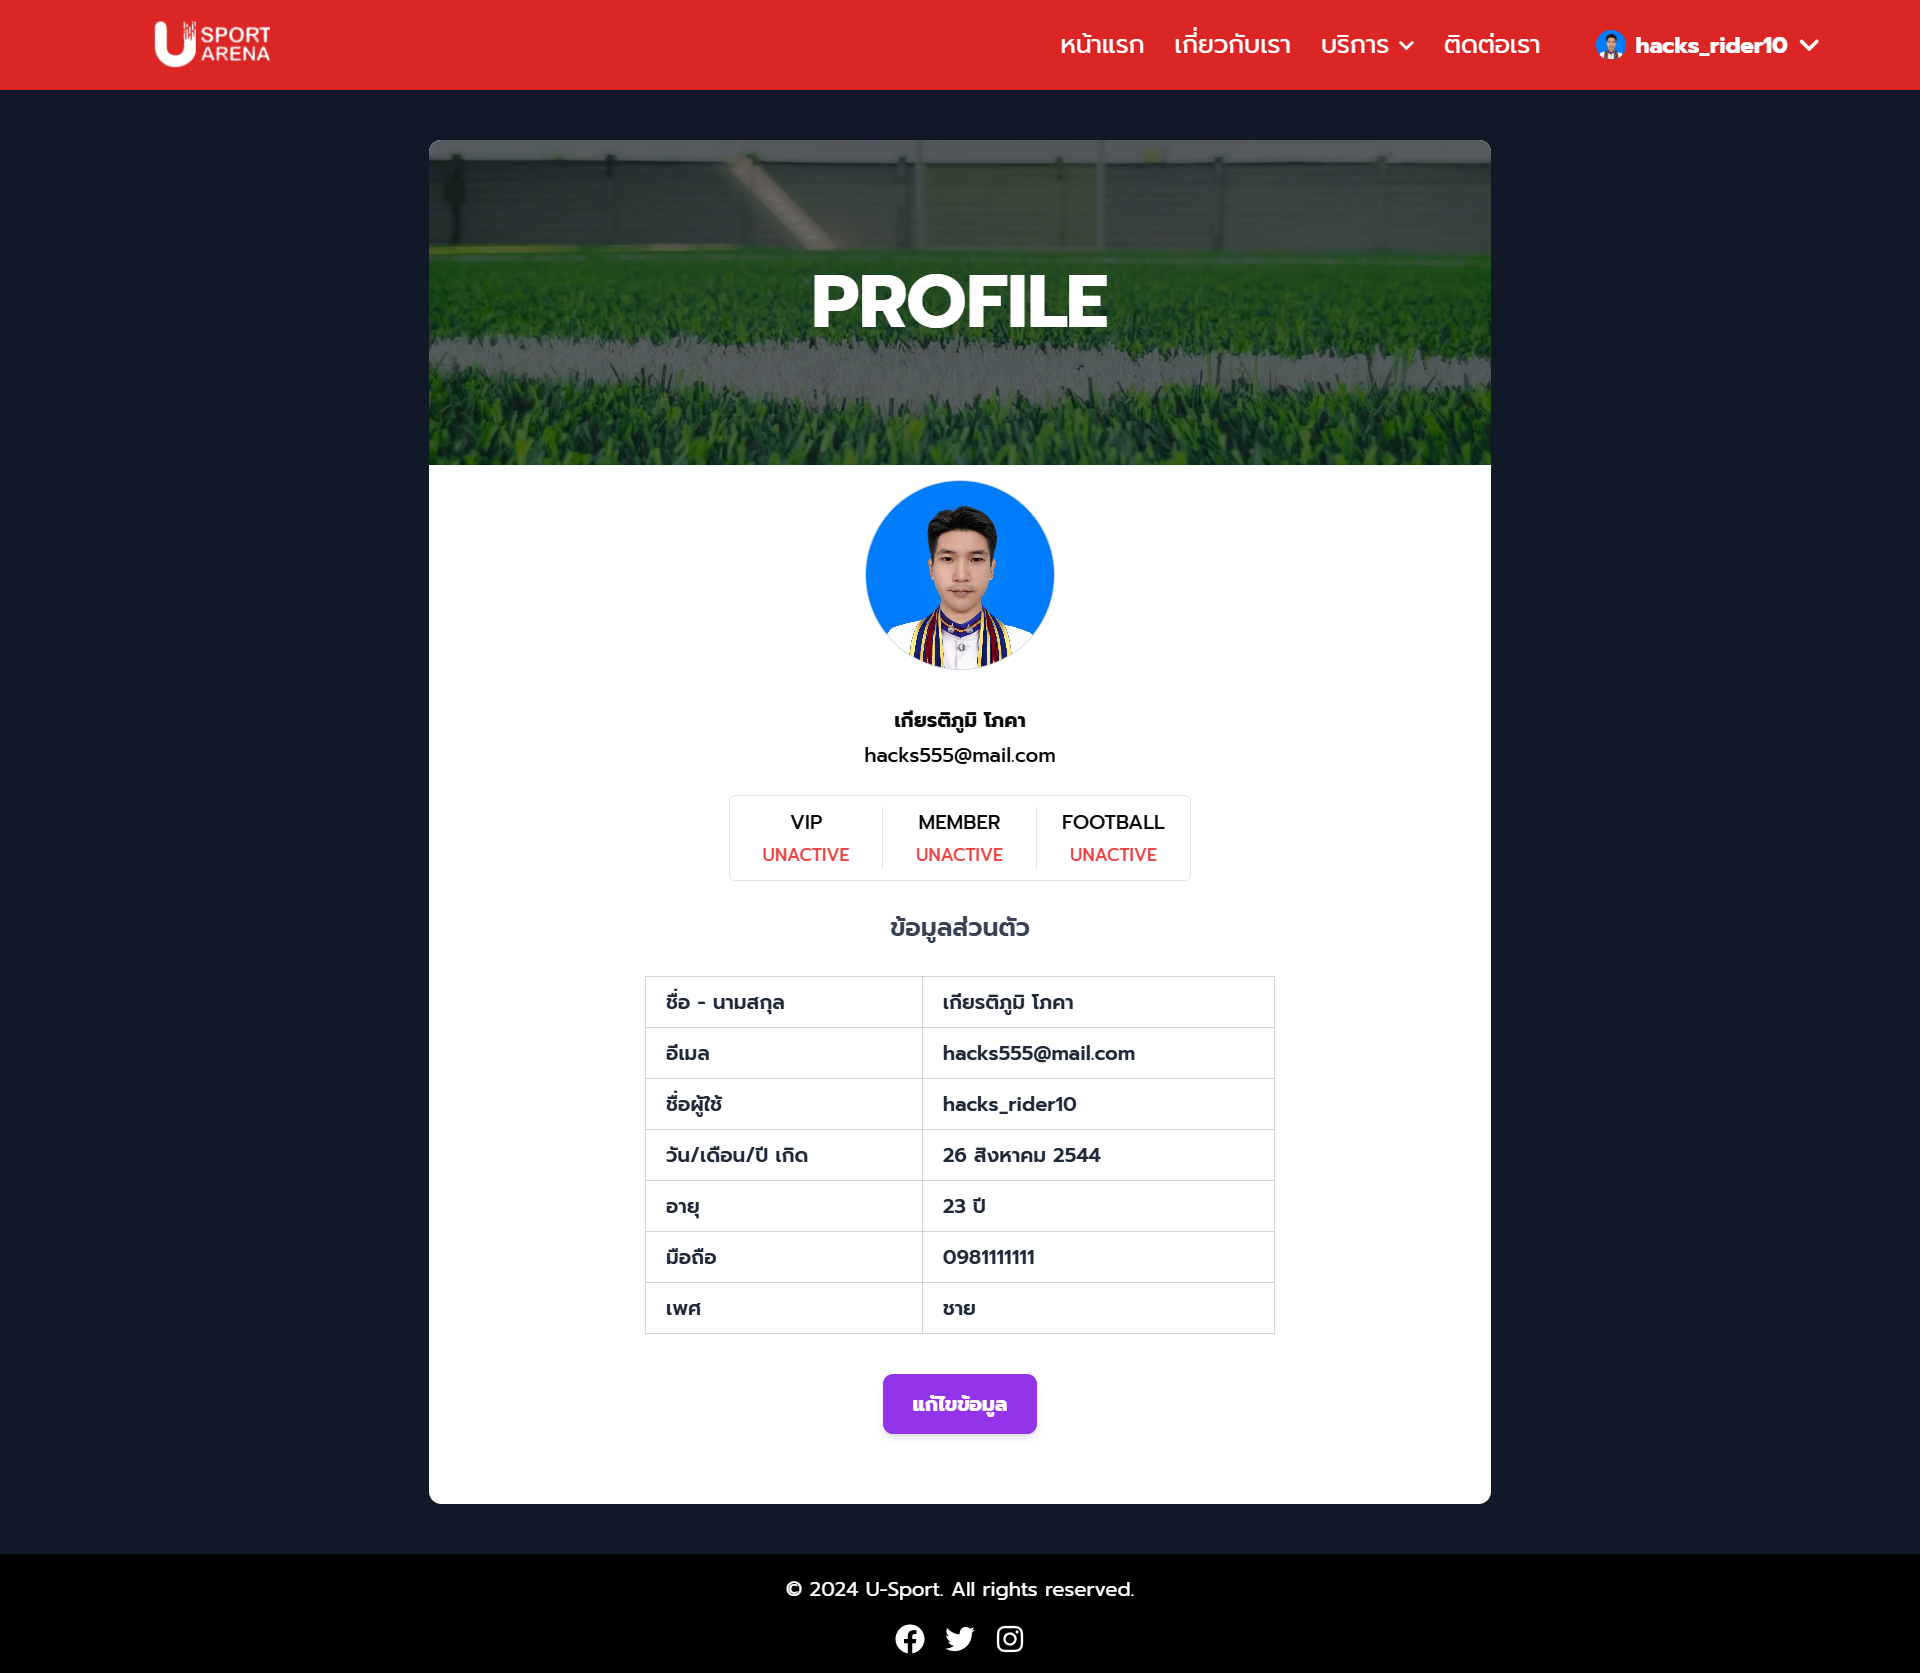 U SPORT ARENA
หน้าแรก เกี่ยวกับเรา บริการ ติดต่อเรา hacks_rider10
PROFILE
เกียรติภูมิ โภคา
hacks555@mail.com
VIP MEMBER FOOTBALL
UNACTIVE UNACTIVE UNACTIVE
ข้อมูลส่วนตัว
ชื่อ - นามสกุล เกียรติภูมิ โภคา
อีเมล hacks555@mail.com
ชื่อผู้ใช้ hacks_rider10
วัน/เดือน/ปี เกิด 26 สิงหาคม 2544
อายุ 23 ปี
มือถือ 0981111111
เพศ ชาย
แก้ไขข้อมูล
© 2024 U-Sport. All rights reserved.